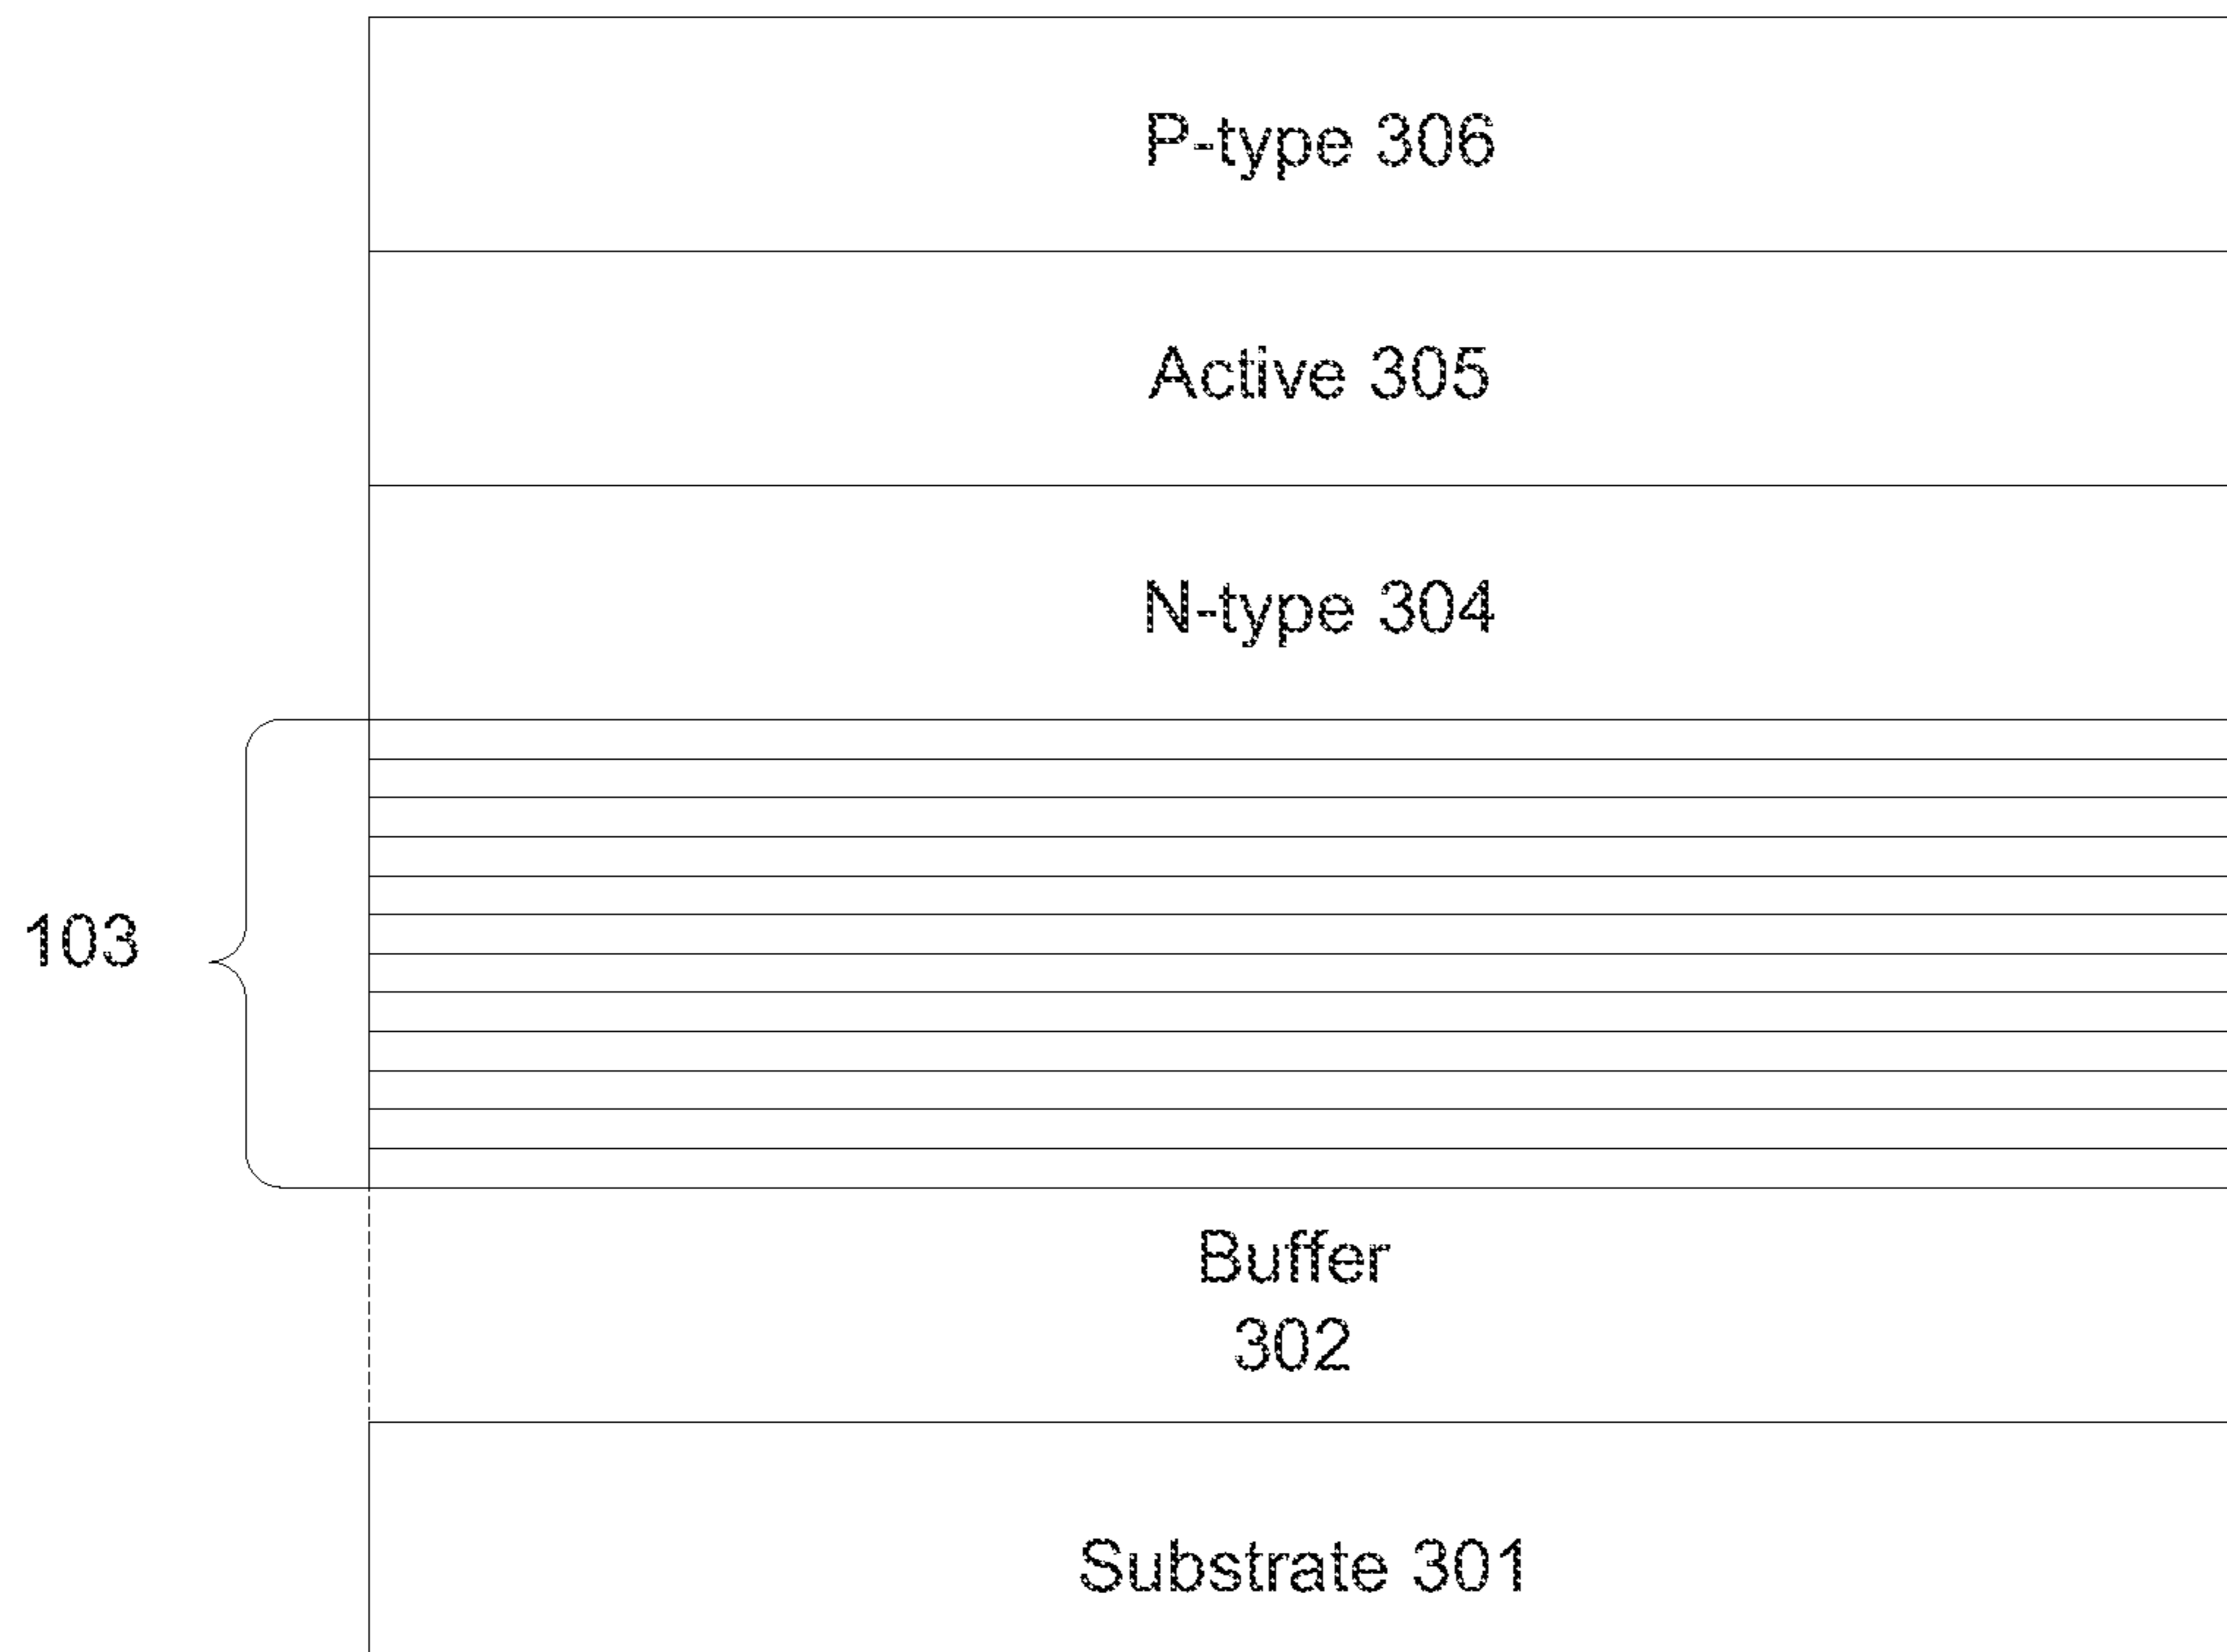 P-type 306
Active 305
N-type 304
103
Buffer
302
Substrate 301